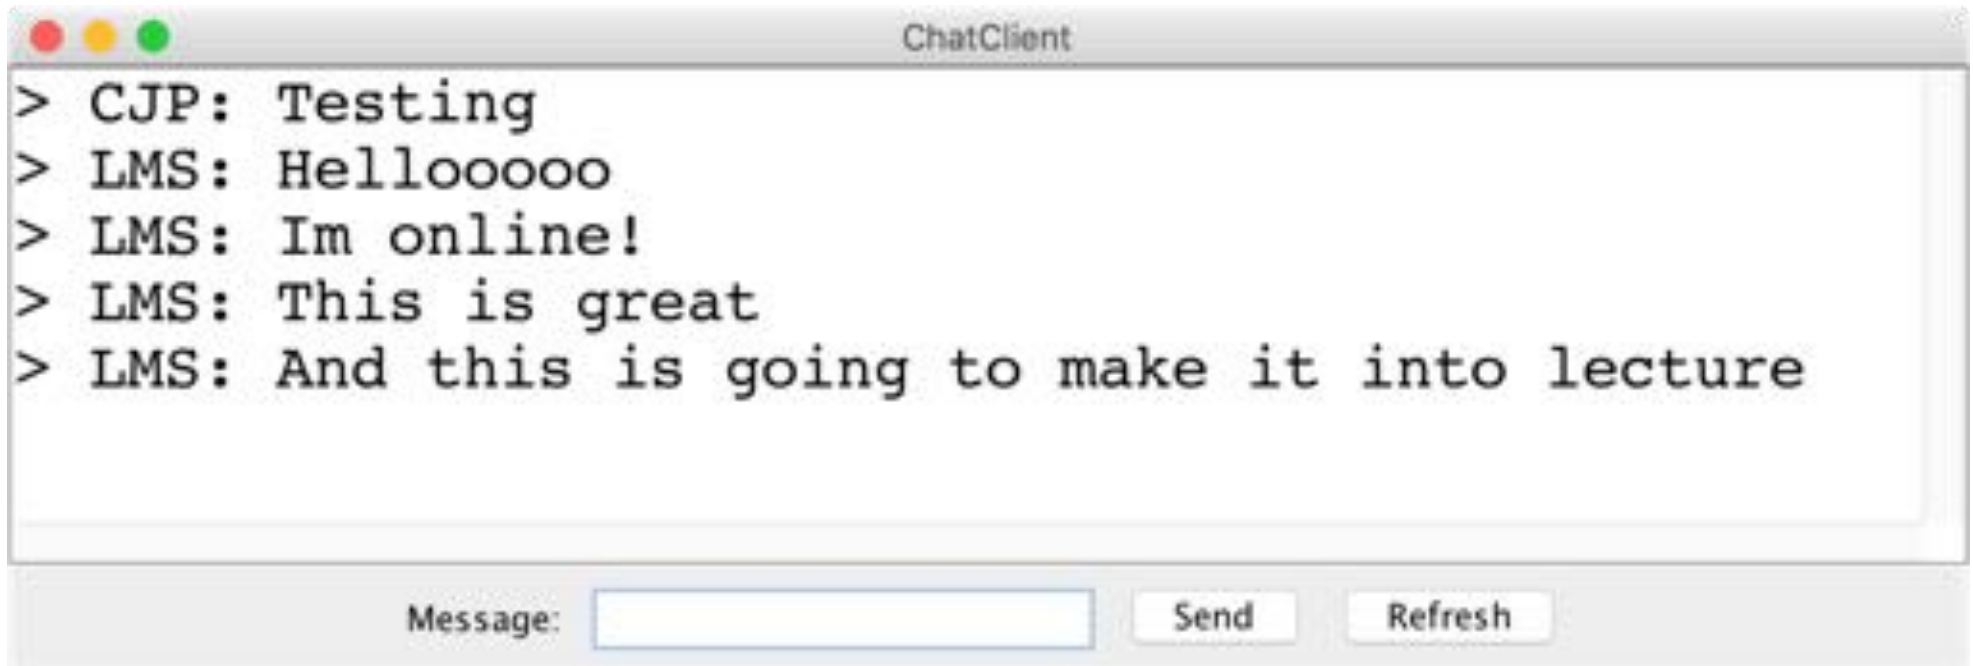 ChatClient
> CJP: Testing
> LMS: Hellooooo
> LMS: Im online!
> LMS: This is great
> LMS: And this is going to make it into lecture
Message: Send Refresh